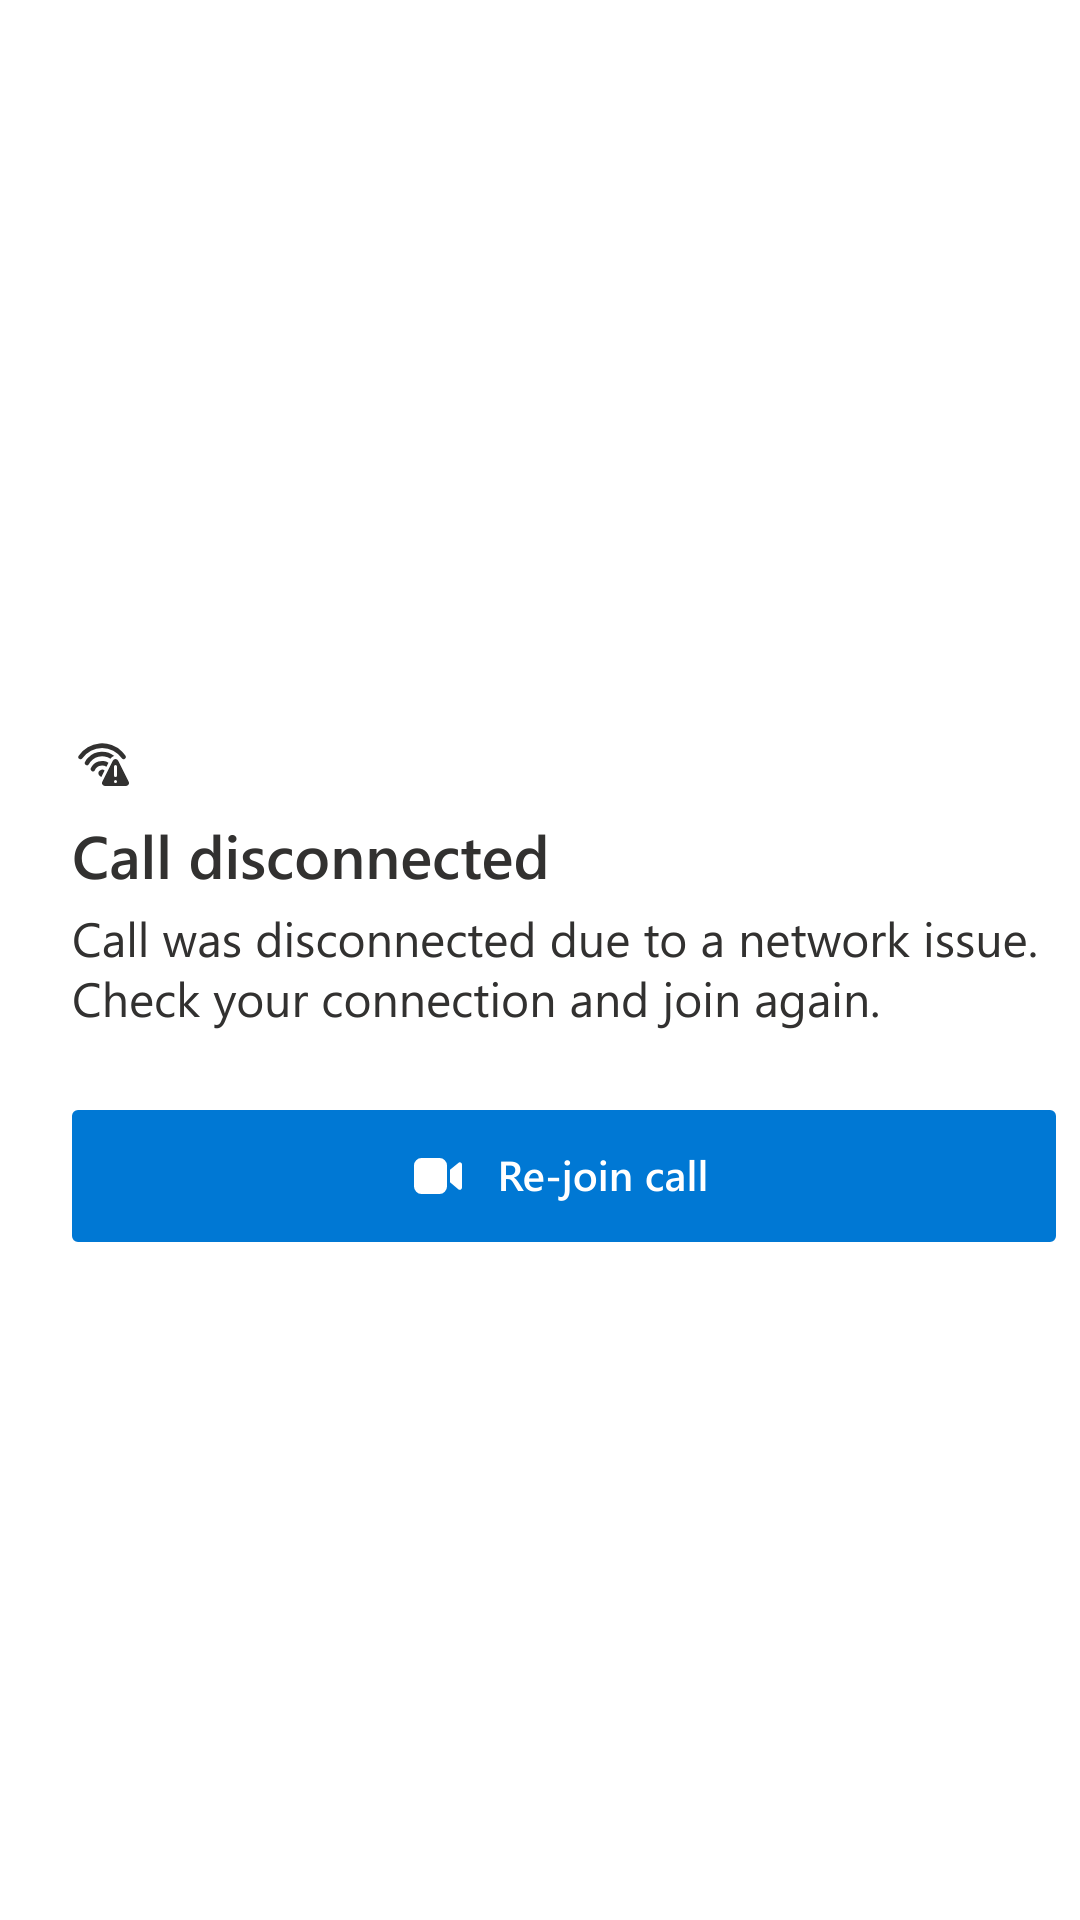 Call disconnected
Call was disconnected due to a network issue.
Check your connection and join again.
Re-join call